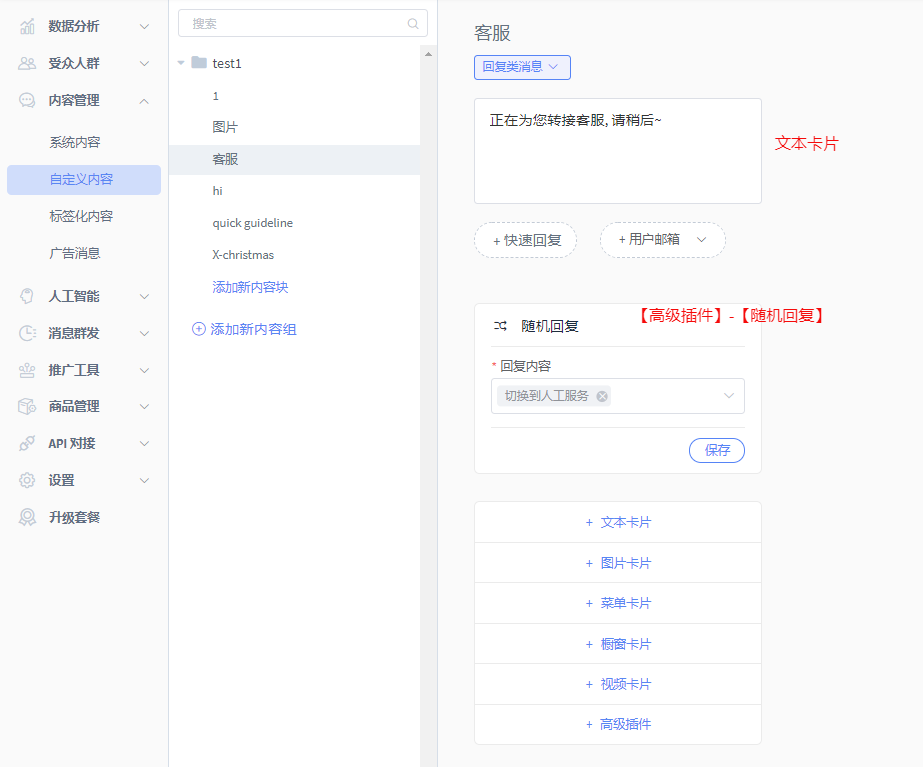 数据分析
受众人群
内容管理
系统内容
自定义内容
标签化内容
广告消息
人工智能
消息群发
推广工具
商品管理
API 对接
设置
升级套餐
搜索
test1
1
图片
客服
hi
quick guideline
X-christmas
添加新内容块
添加新内容组
客服
回复类消息
正在为您转接客服, 请稍后~
文本卡片
+ 快速回复
+ 用户邮箱
【高级插件】-【随机回复】
随机回复
* 回复内容
切换到人工服务
保存
+ 文本卡片
+ 图片卡片
+ 菜单卡片
+ 橱窗卡片
+ 视频卡片
+ 高级插件